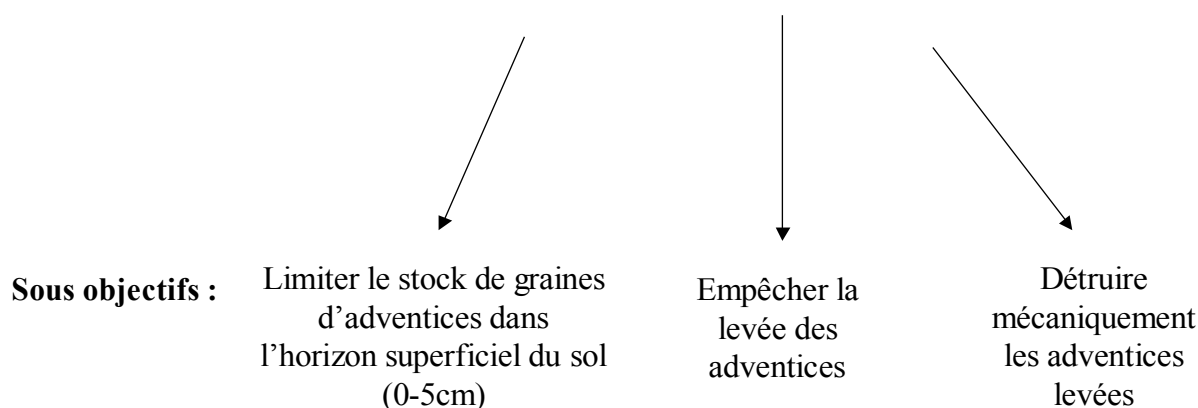 Sous objectifs :
Limiter le stock de graines
d’adventices dans
l’horizon superficiel du sol
(0-5cm)
Empêcher la
levée des
adventices
Détruire
mécaniquement
les adventices
levées